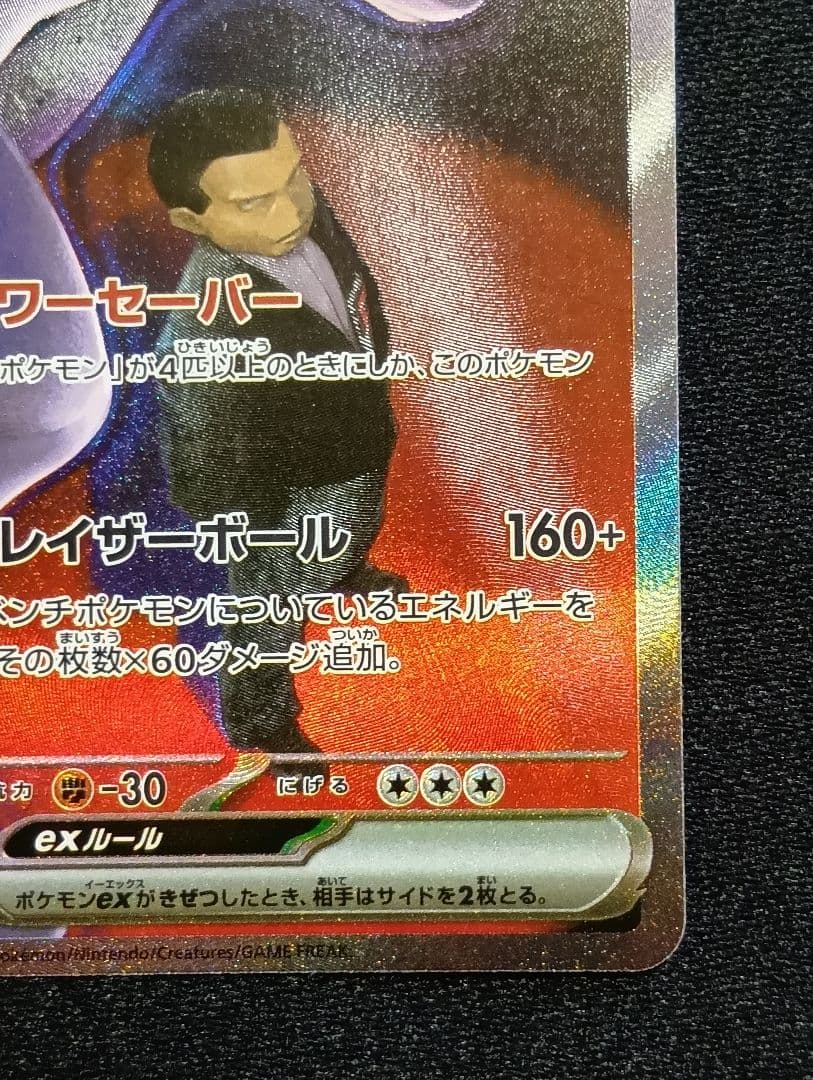 ワーセーバー
ポケモン」が4匹以上のときにしか、このポケモン
ひきいじょう
レイザーボール 160+
ベンチポケモンについているエネルギーを
その枚数×60ダメージ追加。
まいすう ついか
力 -30 にげる
exルール
ポケモンexがきぜつしたとき、相手はサイドを2枚とる。
イーエックス あいて まい
Pokémon/Nintendo/Creatures/GAME FREAK.